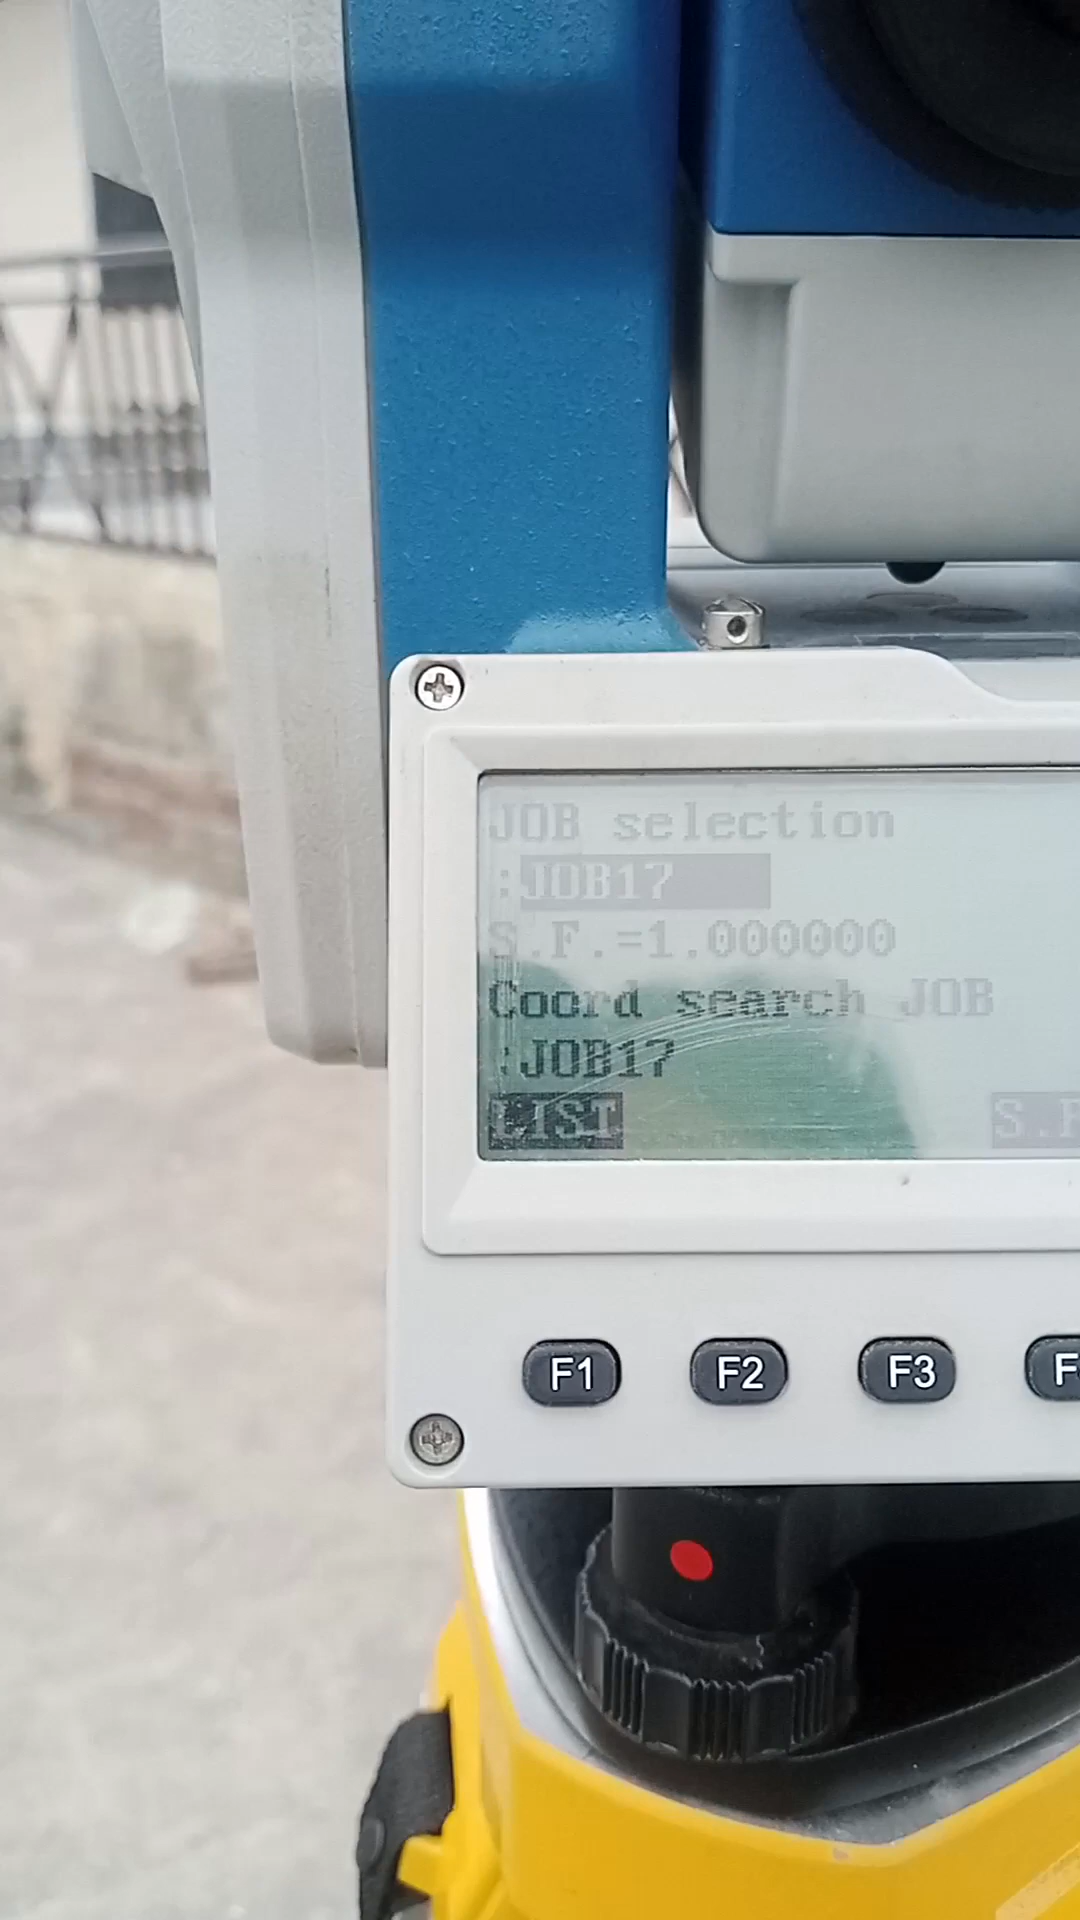 JOB selection
:JOB17
S.F.=1.000000
Coord search JOB
:JOB17
LIST
F1 F2 F3